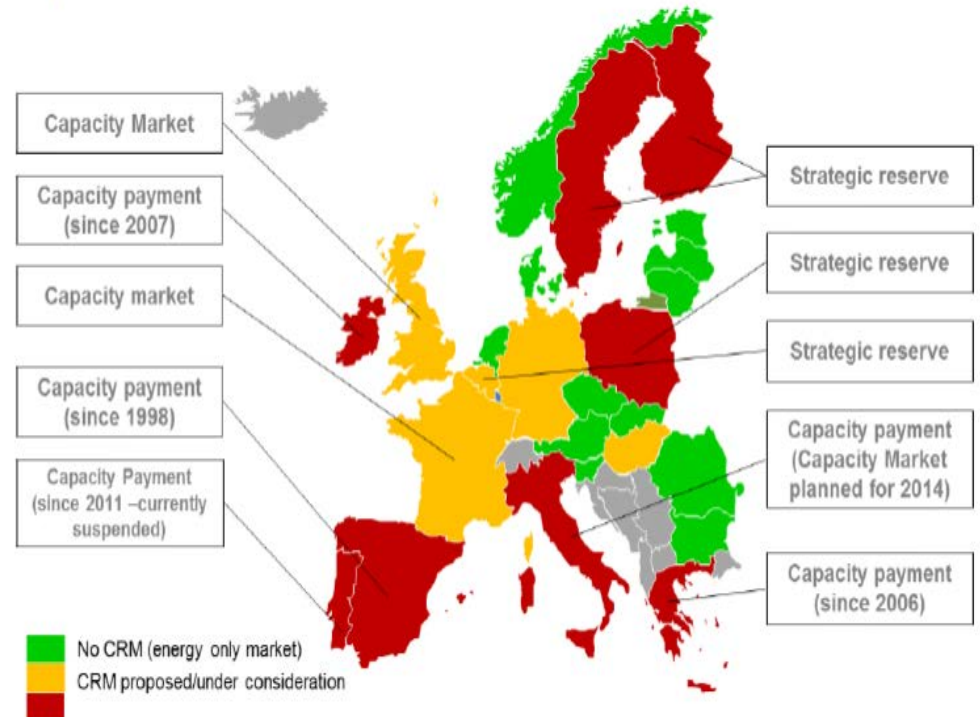 Capacity Market
Capacity payment
(since 2007)
Capacity market
Capacity payment
(since 1998)
Capacity Payment
(since 2011 –currently
suspended)
Strategic reserve
Strategic reserve
Strategic reserve
Capacity payment
(Capacity Market
planned for 2014)
Capacity payment
(since 2006)
No CRM (energy only market)
CRM proposed/under consideration